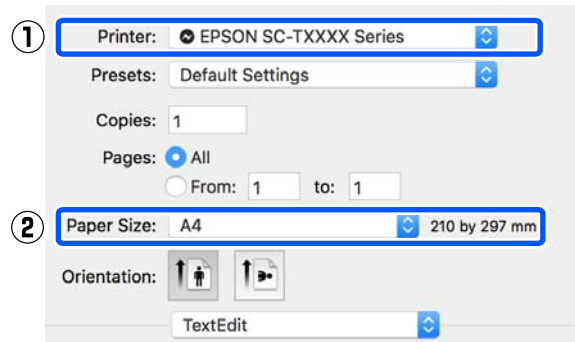 ① Printer: EPSON SC-TXXXX Series
Presets: Default Settings
Copies: 1
Pages: All
From: 1 to: 1
② Paper Size: A4 210 by 297 mm
Orientation:
TextEdit